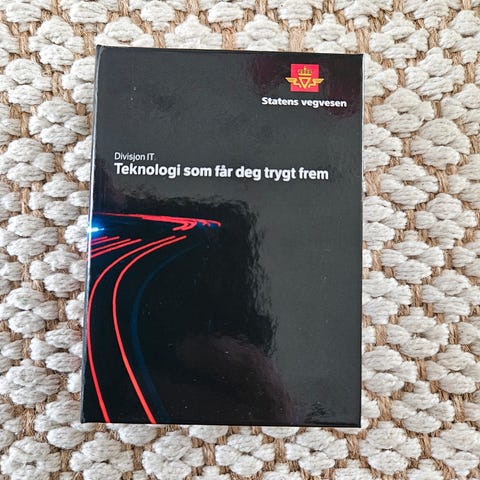 Statens vegvesen
Divisjon IT
Teknologi som får deg trygt frem